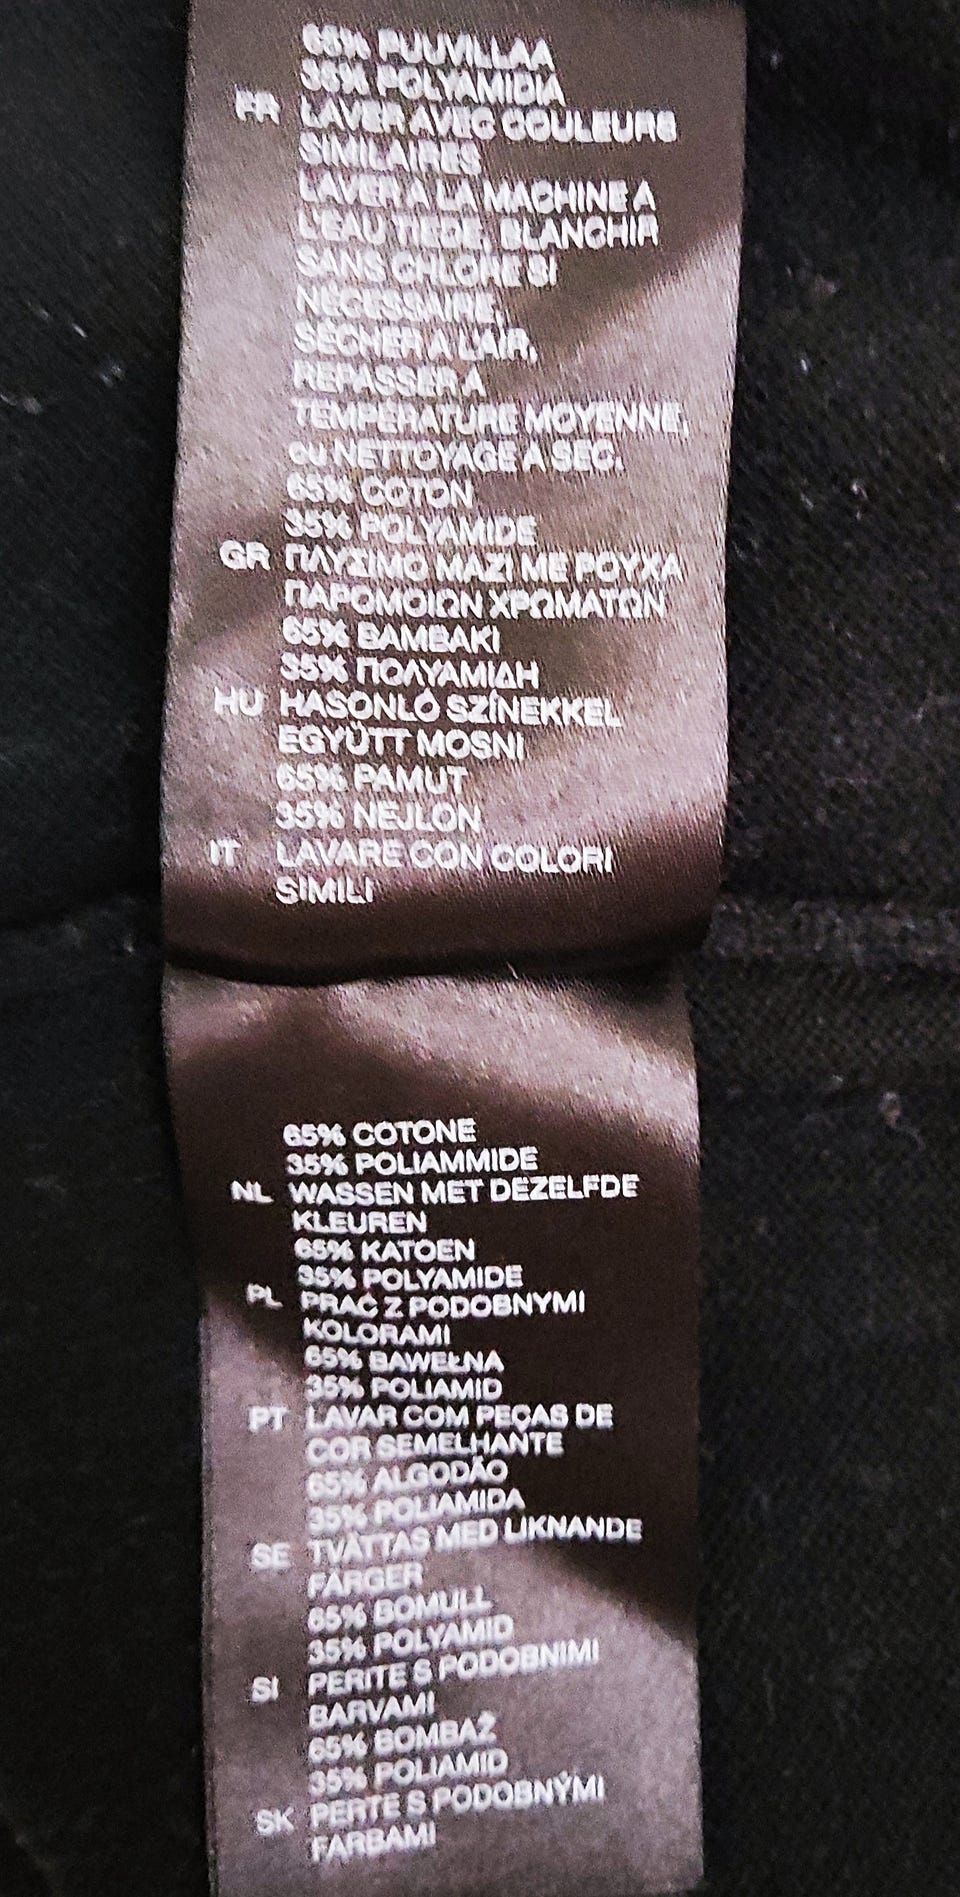 65% PUUVILLAA
35% POLYAMIDIA
FR LAVER AVEC COULEURS
SIMILAIRES
LAVER À LA MACHINE A
L'EAU TIEDE, BLANCHIR
SANS CHLORE SI
NÉCESSAIRE,
SÉCHER A L'AIR,
REPASSER À
TEMPÉRATURE MOYENNE,
ou NETTOYAGE A SEC.
65% COTON
35% POLYAMIDE
GR ΠΛΥΣΙΜΟ ΜΑΖΙ ΜΕ ΡΟΥΧΑ
ΠΑΡΟΜΟΙΩΝ ΧΡΩΜΑΤΩΝ
65% ΒΑΜΒΑΚΙ
35% ΠΟΛΥΑΜΙΔΗ
HU HASONLÓ SZÍNEKKEL
EGYÜTT MOSNI
65% PAMUT
35% NEJLON
IT LAVARE CON COLORI
SIMILI
65% COTONE
35% POLIAMMIDE
NL WASSEN MET DEZELFDE
KLEUREN
65% KATOEN
35% POLYAMIDE
PL PRAĆ Z PODOBNYMI
KOLORAMI
65% BAWEŁNA
35% POLIAMID
PT LAVAR COM PEÇAS DE
COR SEMELHANTE
65% ALGODÃO
35% POLIAMIDA
SE TVÄTTAS MED LIKNANDE
FÄRGER
65% BOMULL
35% POLYAMID
SI PERITE S PODOBNIMI
BARVAMI
65% BOMBAŽ
35% POLIAMID
SK PERTE S PODOBNÝMI
FARBAMI